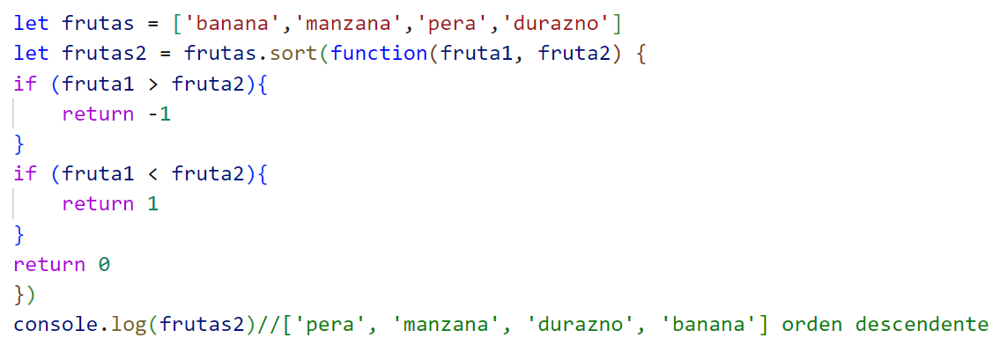 let frutas = ['banana','manzana','pera','durazno']
let frutas2 = frutas.sort(function(fruta1, fruta2) {
if (fruta1 > fruta2){
    return -1
}
if (fruta1 < fruta2){
    return 1
}
return 0
})
console.log(frutas2)//['pera', 'manzana', 'durazno', 'banana'] orden descendente